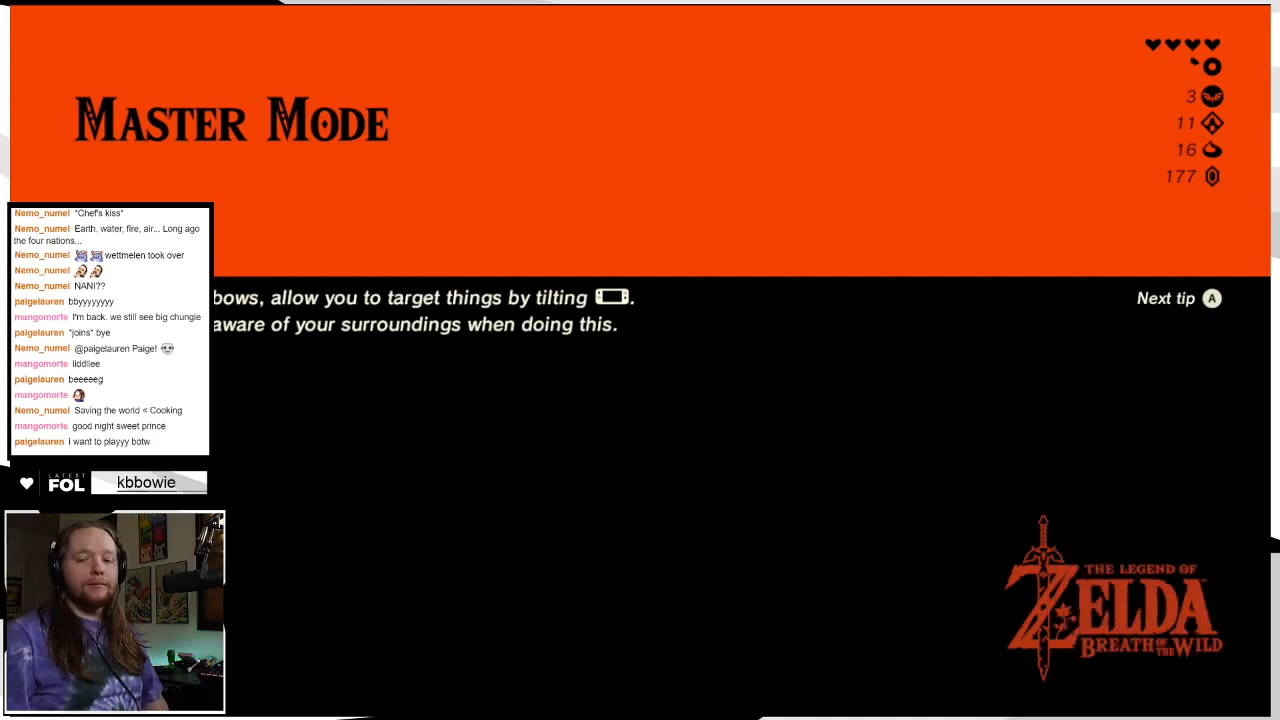 MASTER MODE
3
11
16
177
Nemo_numel *Chef's kiss*
Nemo_numel Earth, water, fire, air... Long ago
the four nations...
Nemo_numel wettmelen took over
Nemo_numel
Nemo_numel NANI??
paigelauren bbyyyyyyyy
mangomorte I'm back. we still see big chungie
paigelauren *joins* bye
Nemo_numel @paigelauren Paige!
mangomorte liddllee
paigelauren beeeeeg
mangomorte
Nemo_numel Saving the world < Cooking
mangomorte good night sweet prince
paigelauren i want to playyy botw
bows, allow you to target things by tilting .
aware of your surroundings when doing this.
Next tip A
LATEST
FOL
kbbowie
THE LEGEND OF
ZELDA
BREATH OF THE WILD